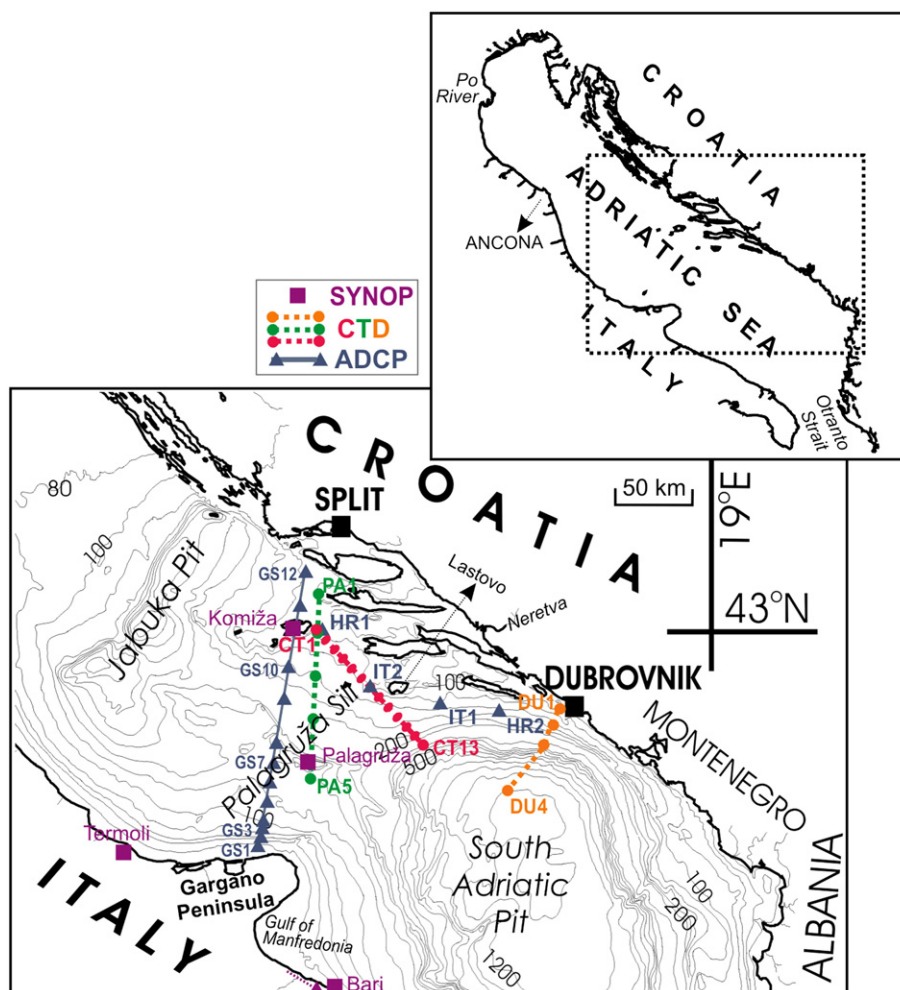 CROATIA
Po
River
ADRIATIC SEA
ANCONA
ITALY
Otranto
Strait
SYNOP
CTD
ADCP
CROATIA
50 km
19°E
80
SPLIT
100
Jabuka Pit
GS12
PA1
Lastovo
Neretva
43°N
Komiža
HR1
CT1
GS10
IT2
100
DUBROVNIK
DU1
IT1
HR2
Palagruža Sill
200
CT13
500
MONTENEGRO
GS7
Palagruža
PA5
DU4
100
Termoli
GS3
GS1
South
Adriatic
Pit
ITALY
Gargano
Peninsula
100
200
ALBANIA
Gulf of
Manfredonia
1200
Bari